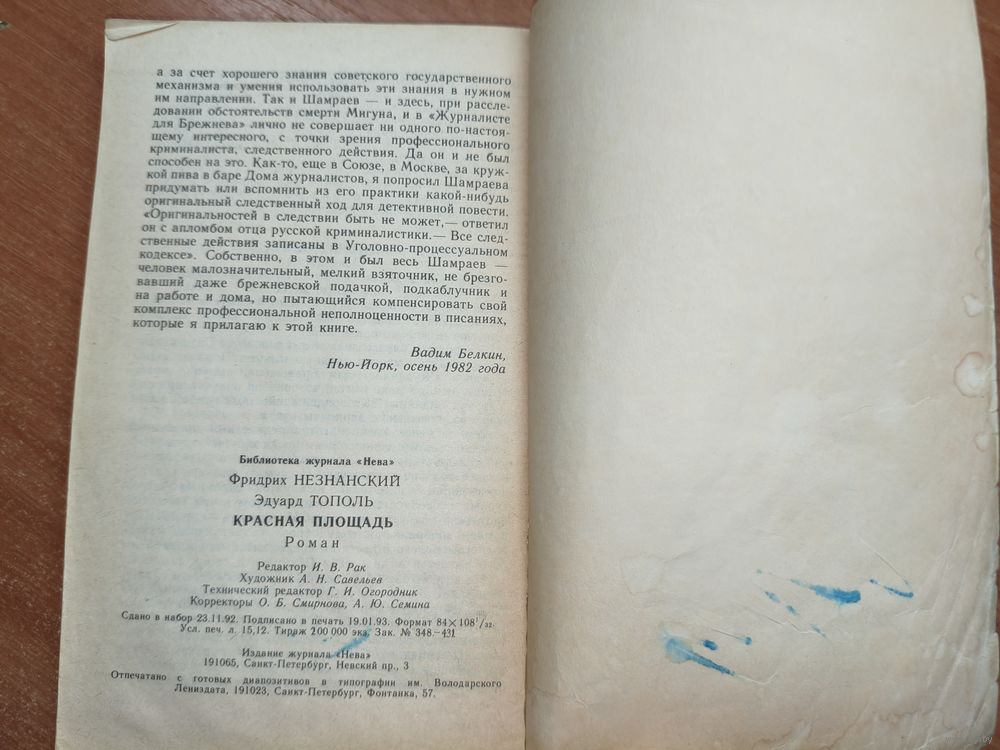 а за счет хорошего знания советского государственного
механизма и умения использовать эти знания в нужном
им направлении. Так и Шамраев — и здесь, при рассле-
довании обстоятельств смерти Мигуна, и в «Журналисте
для Брежнева» лично не совершает ни одного по-настоя-
щему интересного, с точки зрения профессионального
криминалиста, следственного действия. Да он и не был
способен на это. Как-то, еще в Союзе, в Москве, за круж-
кой пива в баре Дома журналистов, я попросил Шамраева
придумать или вспомнить из его практики какой-нибудь
оригинальный следственный ход для детективной повести.
«Оригинальностей в следствии быть не может,— ответил
он с апломбом отца русской криминалистики.— Все след-
ственные действия записаны в Уголовно-процессуальном
кодексе». Собственно, в этом и был весь Шамраев —
человек малозначительный, мелкий взяточник, не брезго-
вавший даже брежневской подачкой, подкаблучник и
на работе и дома, но пытающийся компенсировать свой
комплекс профессиональной неполноценности в писаниях,
которые я прилагаю к этой книге.
Вадим Белкин,
Нью-Йорк, осень 1982 года
Библиотека журнала «Нева»
Фридрих НЕЗНАНСКИЙ
Эдуард ТОПОЛЬ
КРАСНАЯ ПЛОЩАДЬ
Роман
Редактор И. В. Рак
Художник А. Н. Савельев
Технический редактор Г. И. Огородник
Корректоры О. Б. Смирнова, А. Ю. Семина
Сдано в набор 23.11.92. Подписано в печать 19.01.93. Формат 84×108¹/₃₂.
Усл. печ. л. 15,12. Тираж 200 000 экз. Зак. № 348.-431
Издание журнала «Нева»
191065, Санкт-Петербург, Невский пр., 3
Отпечатано с готовых диапозитивов в типографии им. Володарского
Лениздата, 191023, Санкт-Петербург, Фонтанка, 57.